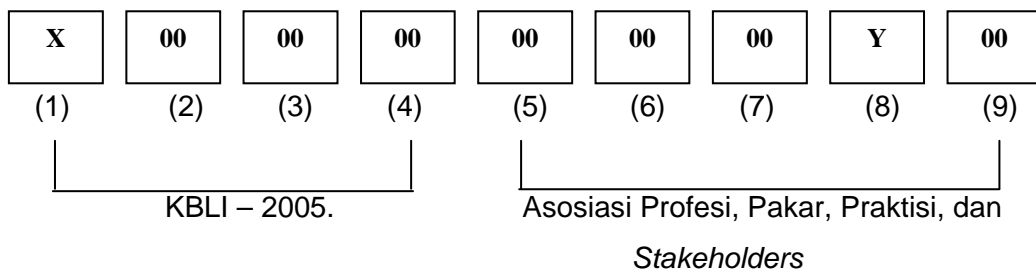 X 00 00 00 00 00 00 Y 00
(1) (2) (3) (4) (5) (6) (7) (8) (9)
KBLI – 2005. Asosiasi Profesi, Pakar, Praktisi, dan
Stakeholders